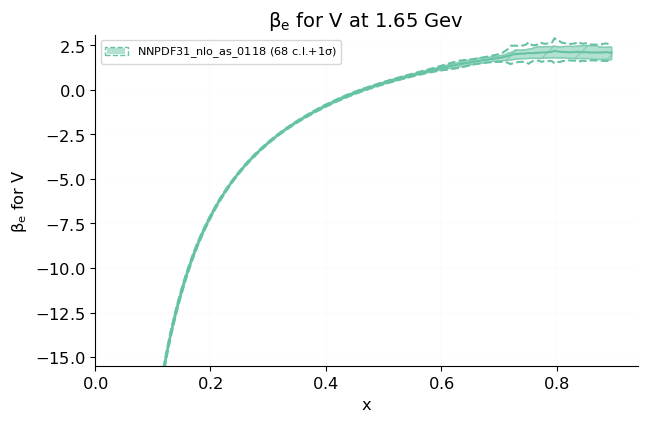 βe for V at 1.65 Gev
NNPDF31_nlo_as_0118 (68 c.l.+1σ)
βe for V
2.5
0.0
−2.5
−5.0
−7.5
−10.0
−12.5
−15.0
0.0 0.2 0.4 0.6 0.8
x